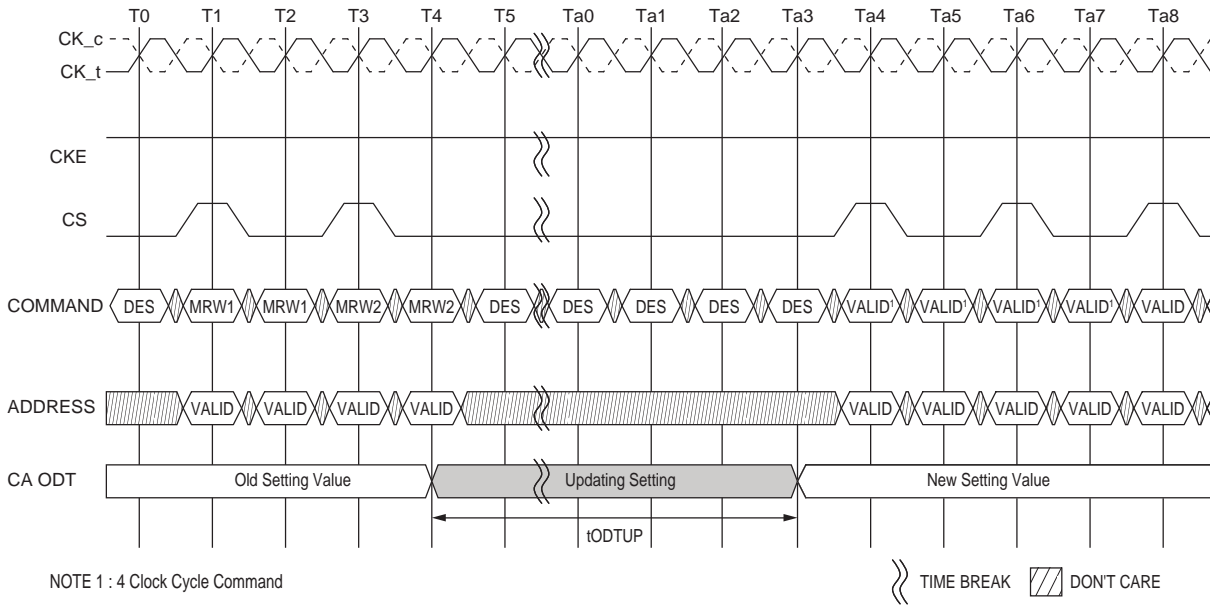 T0 T1 T2 T3 T4 T5 Ta0 Ta1 Ta2 Ta3 Ta4 Ta5 Ta6 Ta7 Ta8
CK_c
CK_t
CKE
CS
COMMAND DES MRW1 MRW1 MRW2 MRW2 DES DES DES DES DES VALID¹ VALID¹ VALID¹ VALID¹ VALID
ADDRESS VALID VALID VALID VALID VALID VALID VALID VALID VALID
CA ODT Old Setting Value Updating Setting New Setting Value
tODTUP
NOTE 1 : 4 Clock Cycle Command TIME BREAK DON'T CARE